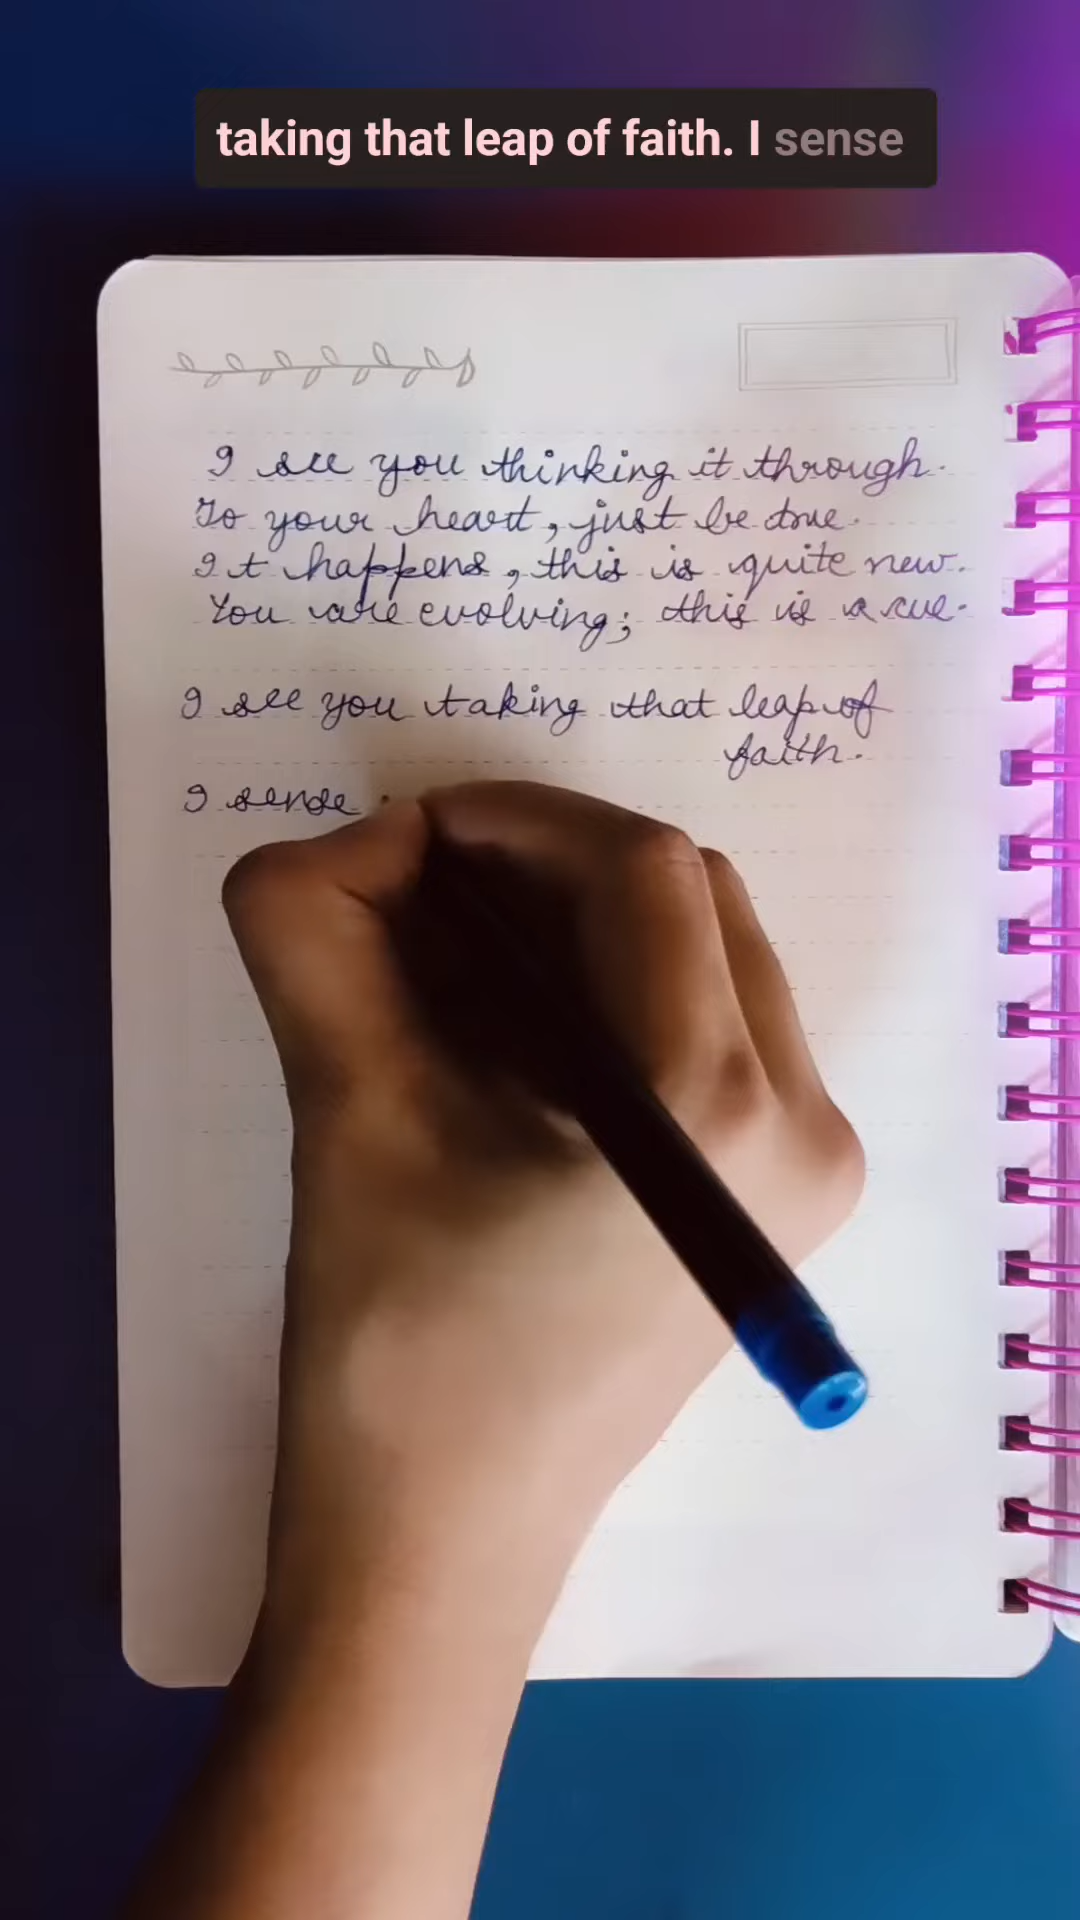 taking that leap of faith. I sense
I see you thinking it through.
To your heart, just be true.
It happens, this is quite new.
You are evolving; this is a cue.
I see you taking that leap of
faith.
I sense